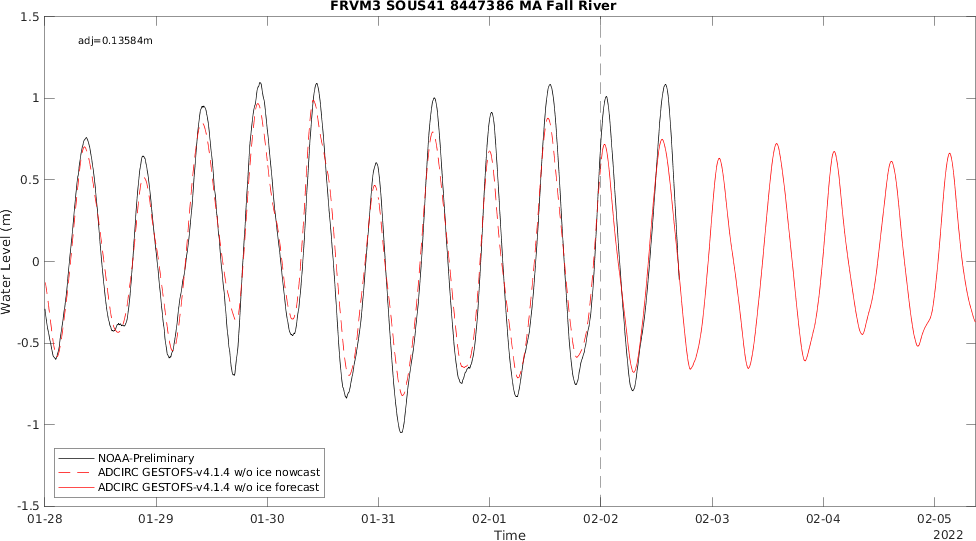 FRVM3 SOUS41 8447386 MA Fall River
adj=0.13584m
1.5
1
0.5
0
-0.5
-1
-1.5
Water Level (m)
NOAA-Preliminary
ADCIRC GESTOFS-v4.1.4 w/o ice nowcast
ADCIRC GESTOFS-v4.1.4 w/o ice forecast
01-28 01-29 01-30 01-31 02-01 02-02 02-03 02-04 02-05
Time
2022